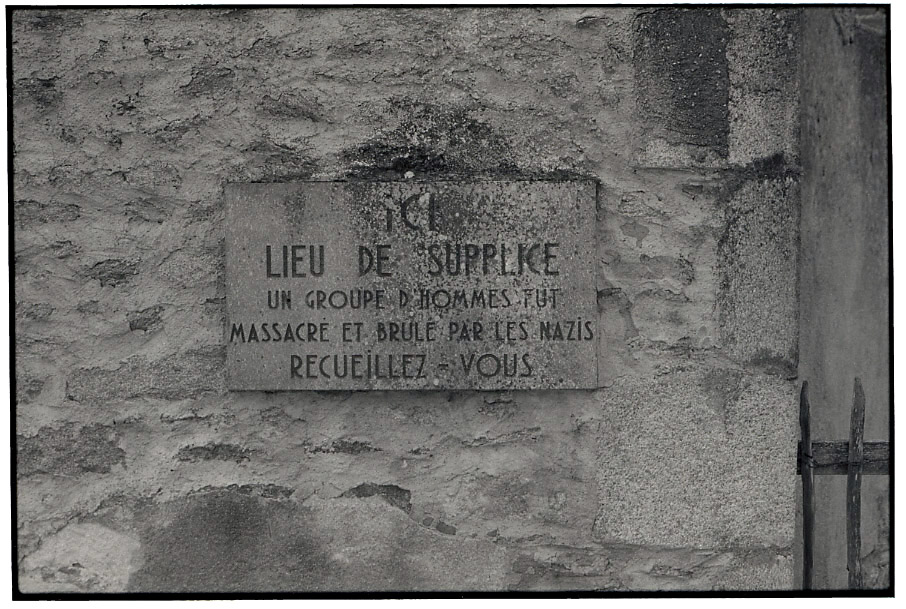 ICI
LIEU DE SUPPLICE
UN GROUPE D'HOMMES FUT
MASSACRE ET BRULE PAR LES NAZIS
RECUEILLEZ - VOUS